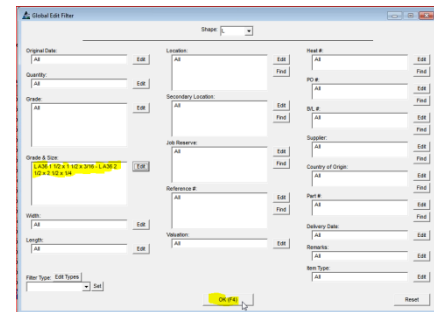 Global Edit Filter
Shape: L
Original Date:
All
Edit
Quantity:
All
Edit
Grade:
All
Edit
Grade & Size:
L A36 1 1/2 x 1 1/2 x 3/16 - L A36 2
1/2 x 2 1/2 x 1/4
Edit
Width:
All
Edit
Length:
All
Edit
Filter Type: Edit Types
Set
Location:
All
Edit
Find
Secondary Location:
All
Edit
Find
Job Reserve:
All
Edit
Find
Reference #:
All
Edit
Find
Valuation:
All
Edit
OK (F4)
Heat #:
All
Edit
Find
PO #:
All
Edit
Find
B/L #:
All
Edit
Find
Supplier:
All
Edit
Find
Country of Origin:
All
Edit
Find
Part #:
All
Edit
Find
Delivery Date:
All
Edit
Remarks:
All
Edit
Item Type:
All
Edit
Reset